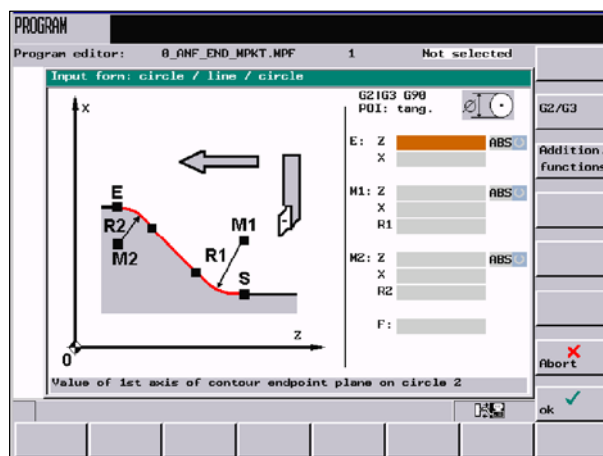 PROGRAM
Program editor: 0_ANF_END_MPKT.MPF 1 Not selected
Input form: circle / line / circle
X
E
R2
M2
M1
R1
S
Z
0
G2|G3 G90
POI: tang.
E: Z ABS
X
M1: Z ABS
X
R1
M2: Z ABS
X
R2
F:
Value of 1st axis of contour endpoint plane on circle 2
G2/G3
Addition.
functions
Abort
ok